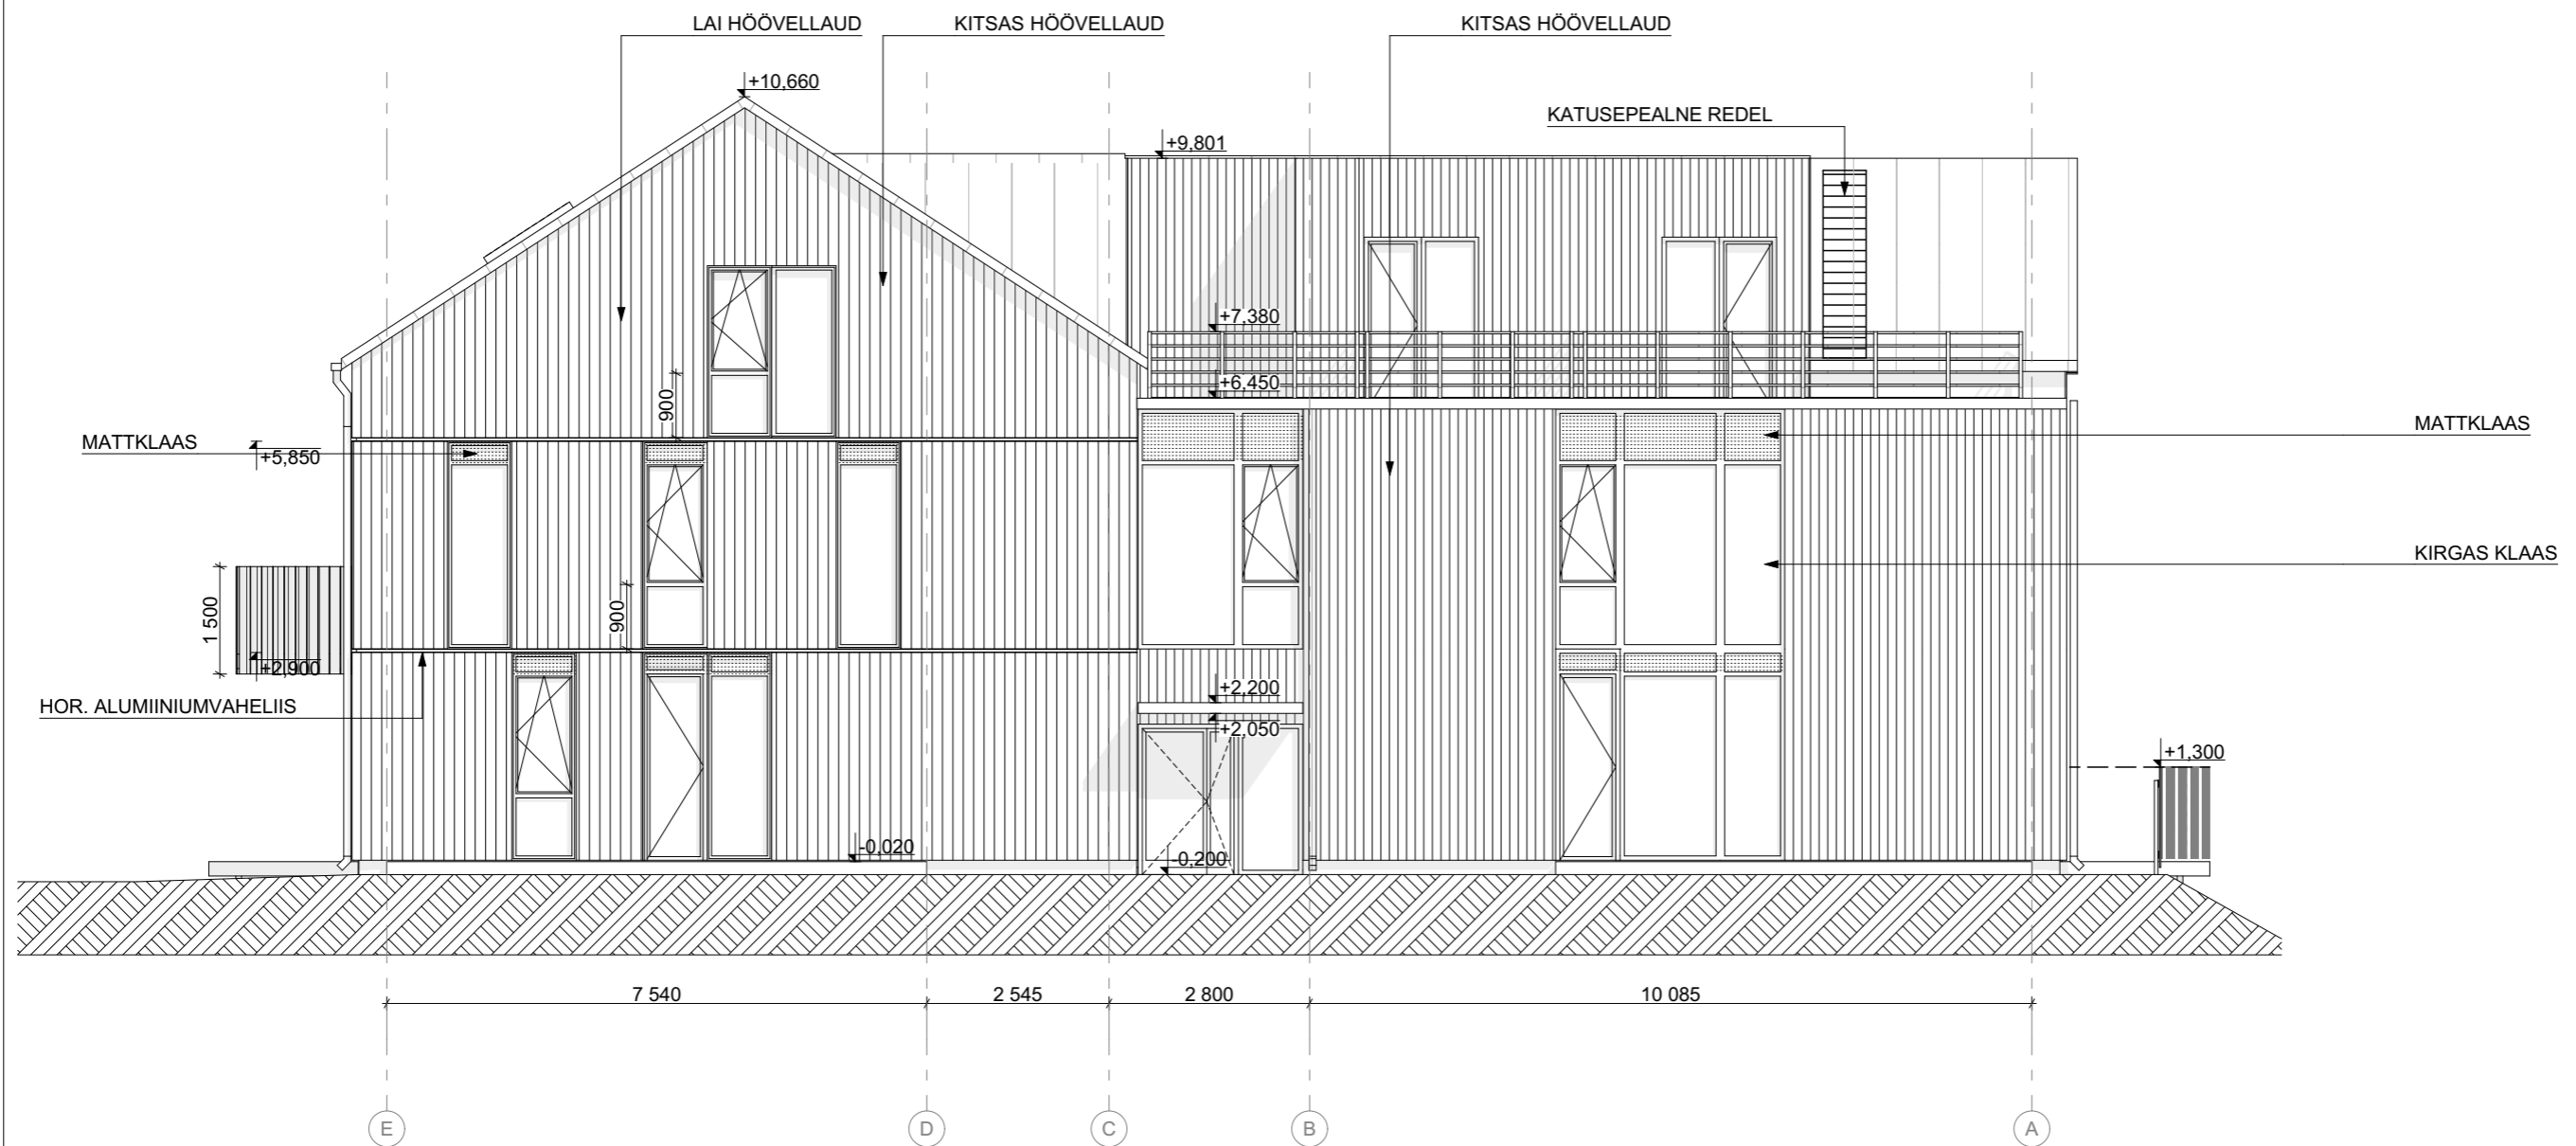 LAI HÖÖVELLAUD
KITSAS HÖÖVELLAUD
KITSAS HÖÖVELLAUD
+10,660
KATUSEPEALNE REDEL
+9,801
+7,380
+6,450
900
MATTKLAAS
MATTKLAAS
+5,850
KIRGAS KLAAS
1 500
900
+2,900
+2,200
HOR. ALUMIINIUMVAHELIIS
+2,050
+1,300
-0,020
-0,200
7 540
2 545
2 800
10 085
E
D
C
B
A